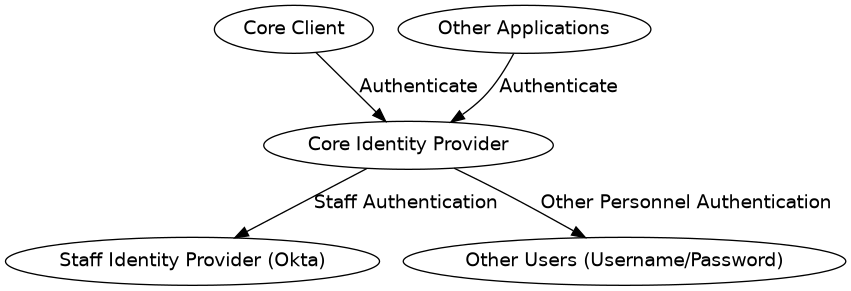 Core Client
Other Applications
Authenticate
Authenticate
Core Identity Provider
Staff Authentication
Other Personnel Authentication
Staff Identity Provider (Okta)
Other Users (Username/Password)